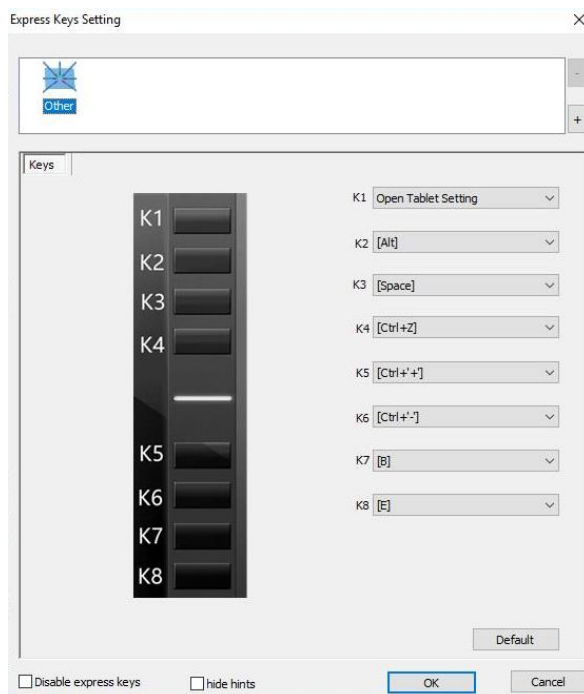 Express Keys Setting
Other
-
+
Keys
K1
K2
K3
K4
K5
K6
K7
K8
K1 Open Tablet Setting
K2 [Alt]
K3 [Space]
K4 [Ctrl+Z]
K5 [Ctrl+'+']
K6 [Ctrl+'-']
K7 [B]
K8 [E]
Default
Disable express keys hide hints OK Cancel